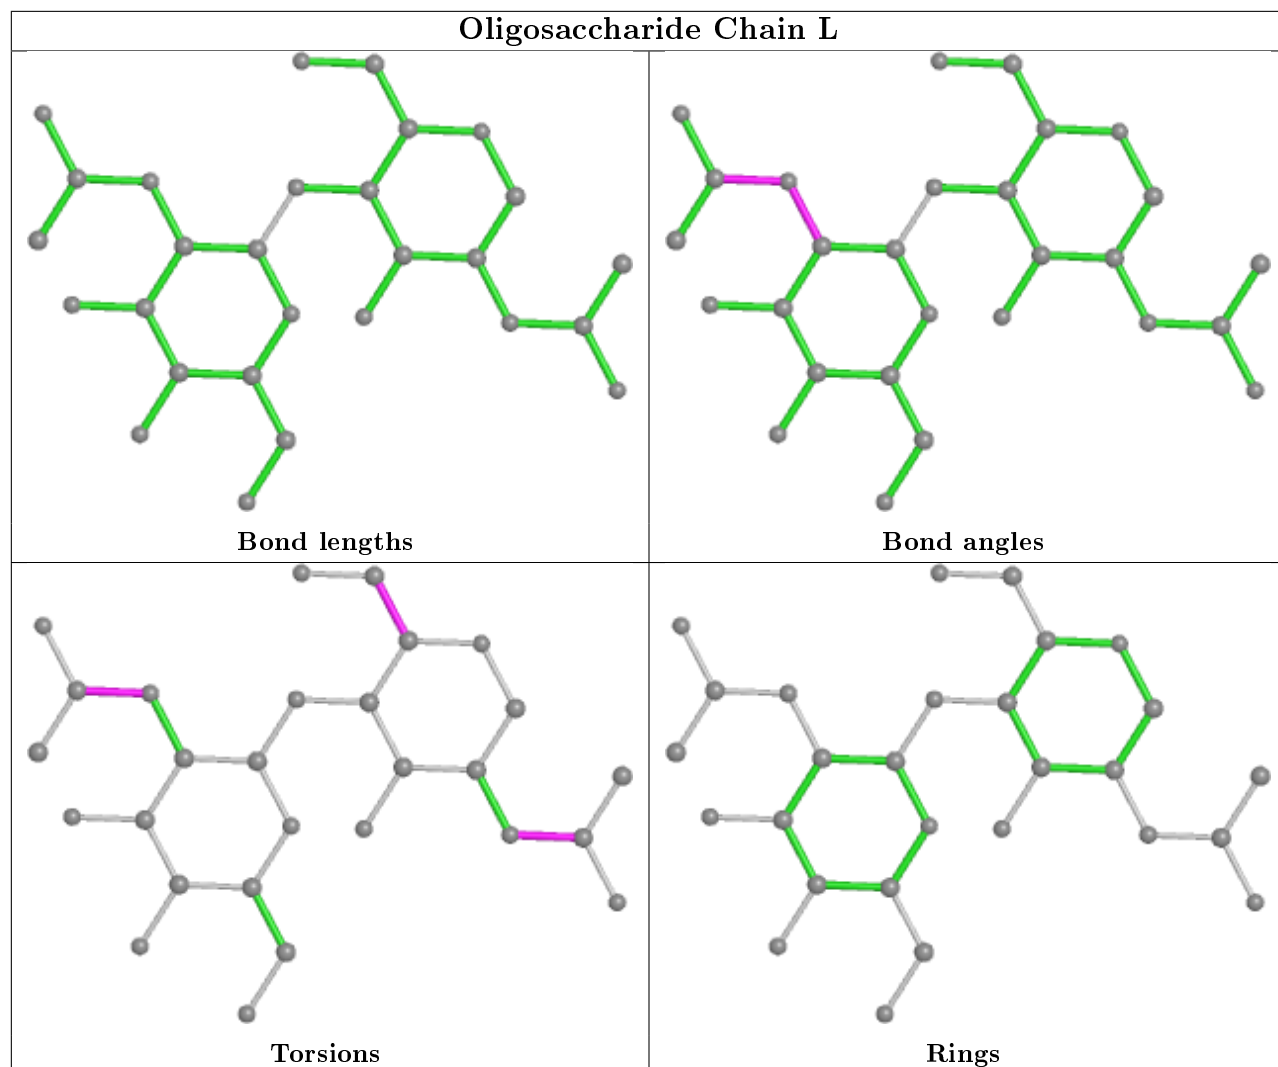 Oligosaccharide Chain L
Bond lengths
Bond angles
Torsions
Rings